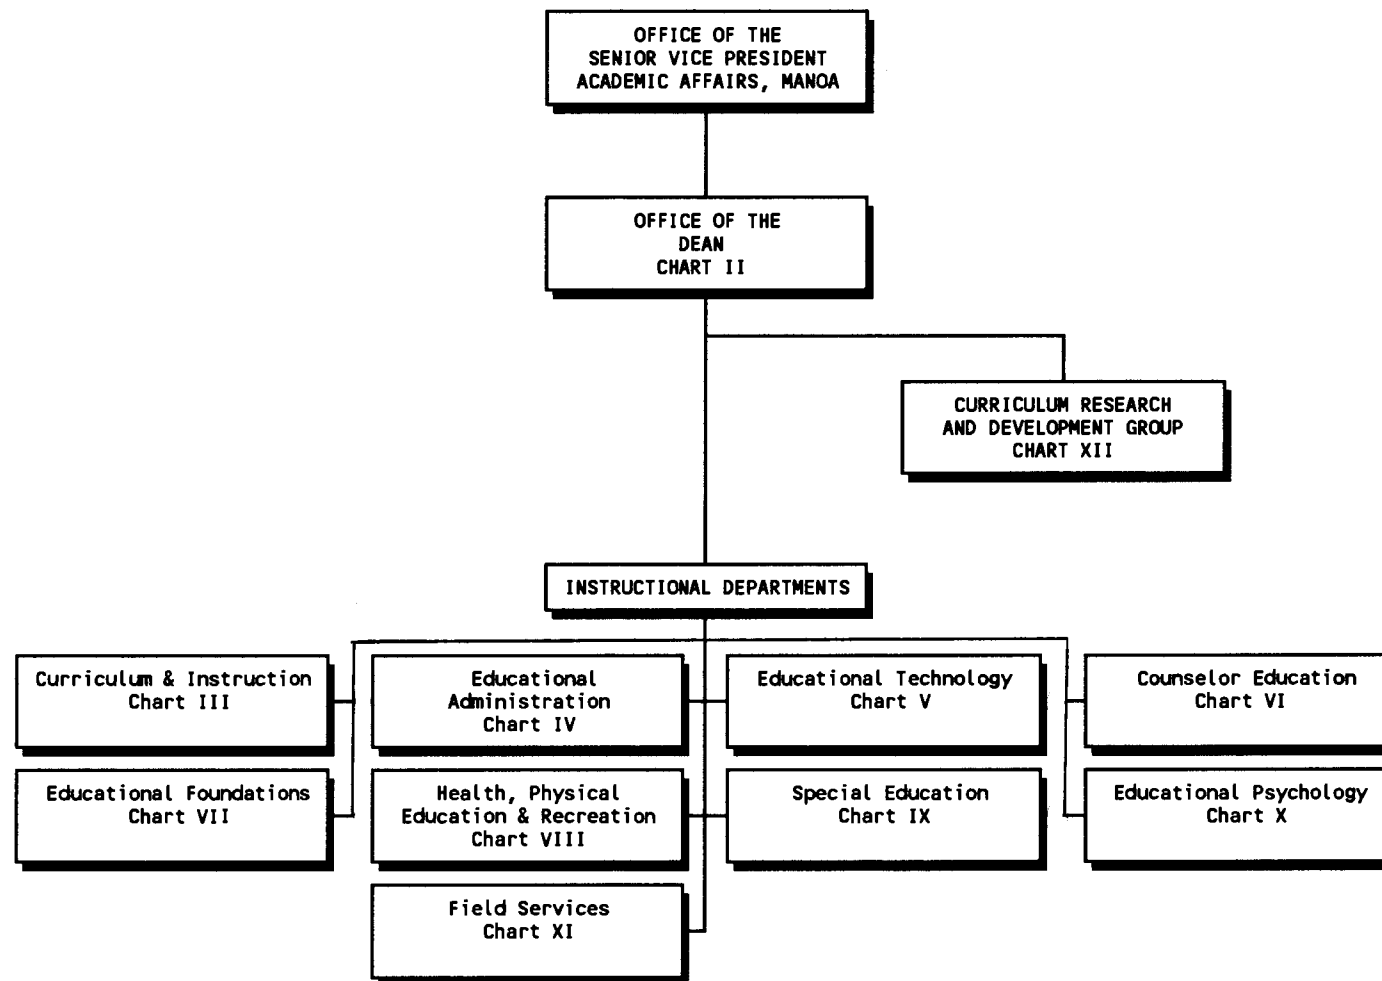 OFFICE OF THE
SENIOR VICE PRESIDENT
ACADEMIC AFFAIRS, MANOA
OFFICE OF THE
DEAN
CHART II
CURRICULUM RESEARCH
AND DEVELOPMENT GROUP
CHART XII
INSTRUCTIONAL DEPARTMENTS
Curriculum & Instruction
Chart III
Educational
Administration
Chart IV
Educational Technology
Chart V
Counselor Education
Chart VI
Educational Foundations
Chart VII
Health, Physical
Education & Recreation
Chart VIII
Special Education
Chart IX
Educational Psychology
Chart X
Field Services
Chart XI